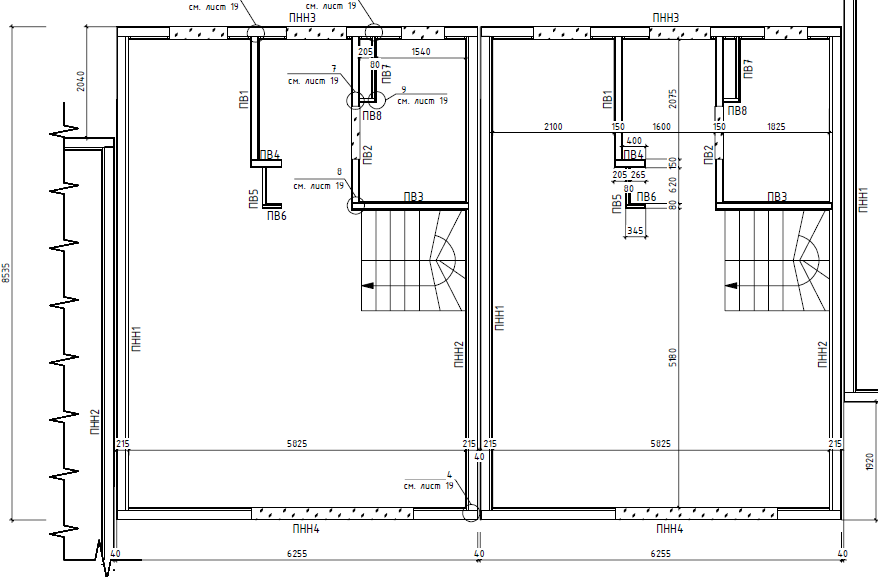 см. лист 19
см. лист 19
ПНН3
ПНН3
205
1540
80
ПВ7
ПВ7
7
см. лист 19
9
см. лист 19
2040
ПВ1
ПВ8
ПВ1
2075
ПВ8
2100
150
1600
150
1825
400
ПВ4
ПВ2
ПВ4
150
ПВ2
8
см. лист 19
205
265
620
80
ПВ5
ПВ6
ПВ3
ПВ5
ПВ6
80
ПВ3
ПНН1
345
8535
ПНН1
ПНН2
ПНН1
5180
ПНН2
ПНН2
215
5825
215
215
5825
215
40
4
см. лист 19
1920
ПНН4
ПНН4
40
6255
40
6255
40